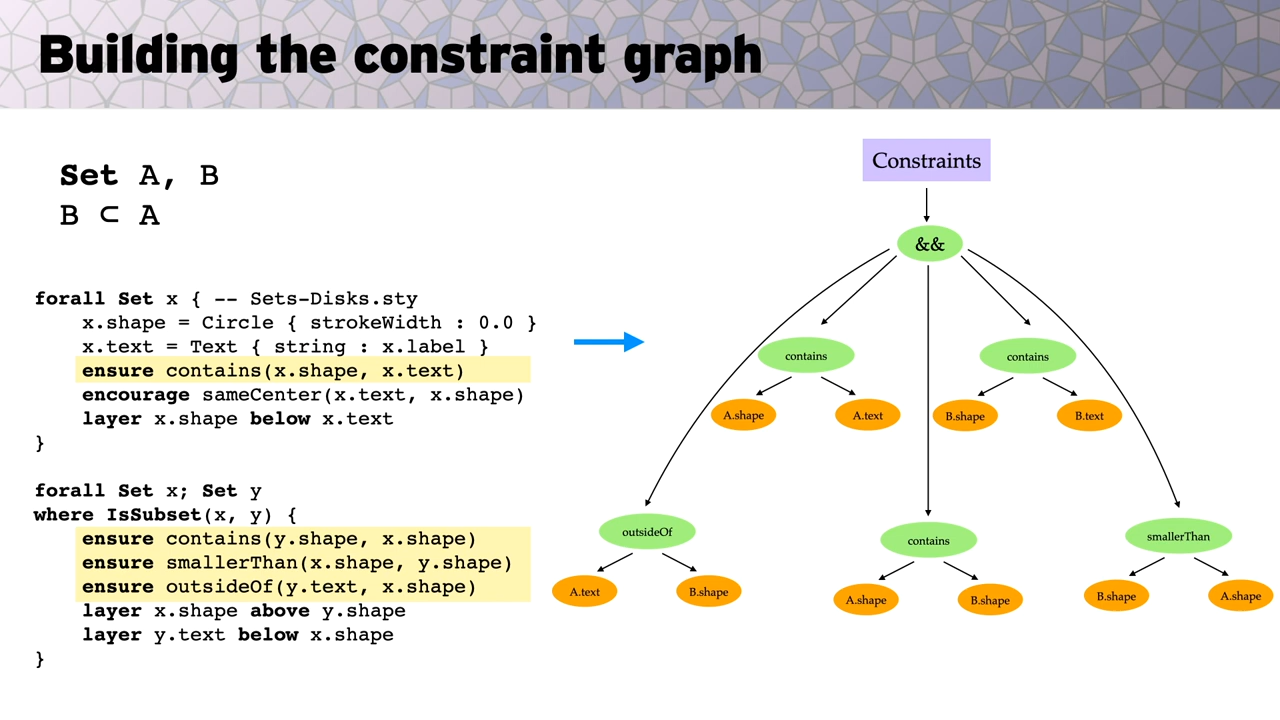 Building the constraint graph
Set A, B
B ⊂ A
forall Set x { -- Sets-Disks.sty
x.shape = Circle { strokeWidth : 0.0 }
x.text = Text { string : x.label }
ensure contains(x.shape, x.text)
encourage sameCenter(x.text, x.shape)
layer x.shape below x.text
}
forall Set x; Set y
where IsSubset(x, y) {
ensure contains(y.shape, x.shape)
ensure smallerThan(x.shape, y.shape)
ensure outsideOf(y.text, x.shape)
layer x.shape above y.shape
layer y.text below x.shape
}
Constraints
&&
contains
contains
A.shape
A.text
B.shape
B.text
outsideOf
contains
smallerThan
A.text
B.shape
A.shape
B.shape
B.shape
A.shape